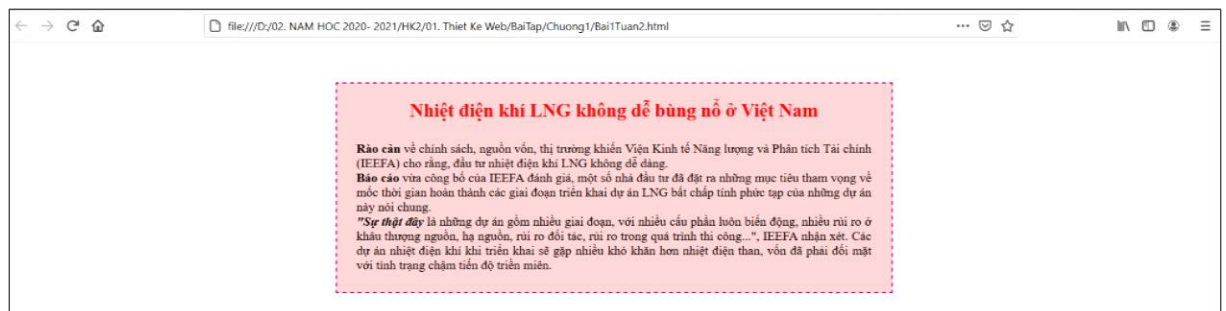 file:///D:/02. NAM HOC 2020- 2021/HK2/01. Thiet Ke Web/BaiTap/Chuong1/Bai1Tuan2.html
Nhiệt điện khí LNG không dễ bùng nổ ở Việt Nam
Rào cản về chính sách, nguồn vốn, thị trường khiến Viện Kinh tế Năng lượng và Phân tích Tài chính
(IEEFA) cho rằng, đầu tư nhiệt điện khí LNG không dễ dàng.
Báo cáo vừa công bố của IEEFA đánh giá, một số nhà đầu tư đã đặt ra những mục tiêu tham vọng về
mốc thời gian hoàn thành các giai đoạn triển khai dự án LNG bất chấp tính phức tạp của những dự án
này nói chung.
"Sự thật đây là những dự án gồm nhiều giai đoạn, với nhiều cấu phần luôn biến động, nhiều rủi ro ở
khâu thượng nguồn, hạ nguồn, rủi ro đối tác, rủi ro trong quá trình thi công...", IEEFA nhận xét. Các
dự án nhiệt điện khí khi triển khai sẽ gặp nhiều khó khăn hơn nhiệt điện than, vốn đã phải đối mặt
với tình trạng chậm tiến độ triền miên.